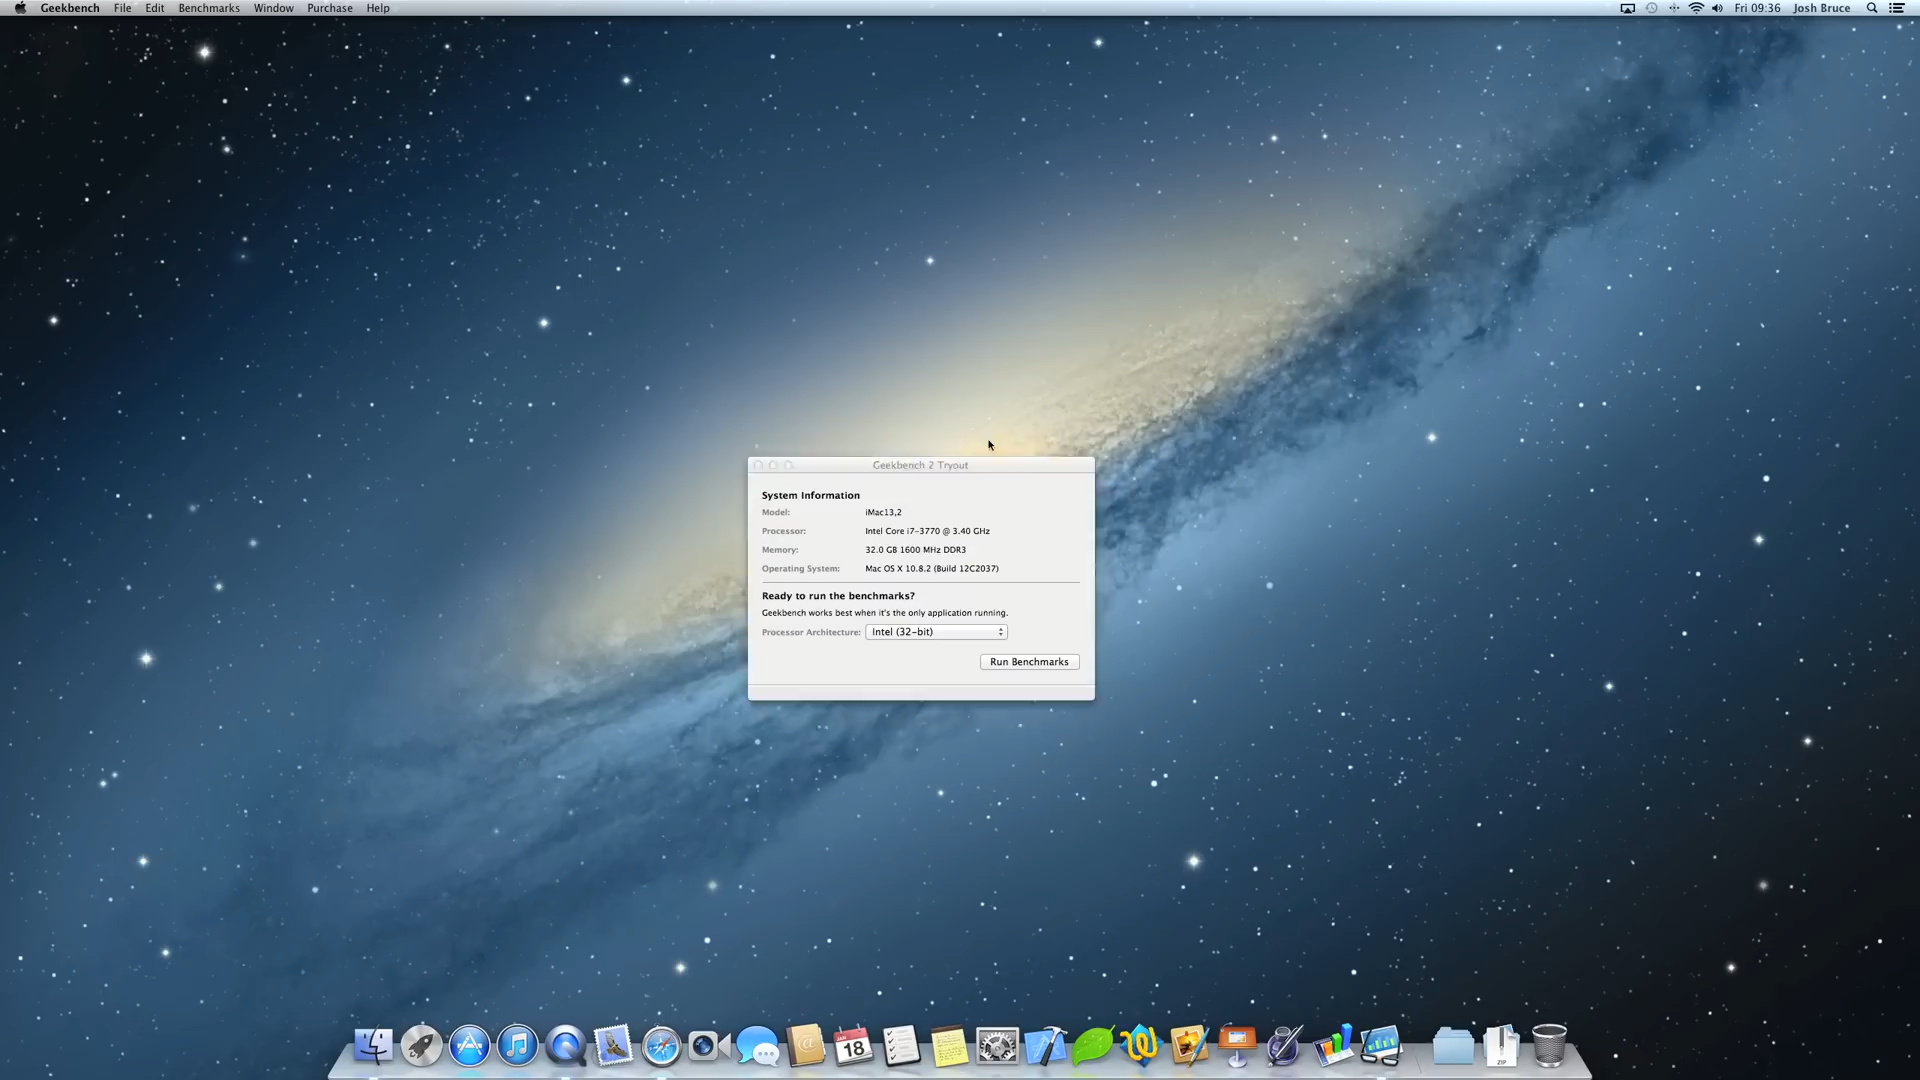 Geekbench File Edit Benchmarks Window Purchase Help Fri 09:36 Josh Bruce
Geekbench 2 Tryout
System Information
Model: iMac13,2
Processor: Intel Core i7-3770 @ 3.40 GHz
Memory: 32.0 GB 1600 MHz DDR3
Operating System: Mac OS X 10.8.2 (Build 12C2037)
Ready to run the benchmarks?
Geekbench works best when it's the only application running.
Processor Architecture: Intel (32-bit)
Run Benchmarks
JAN
18
ZIP